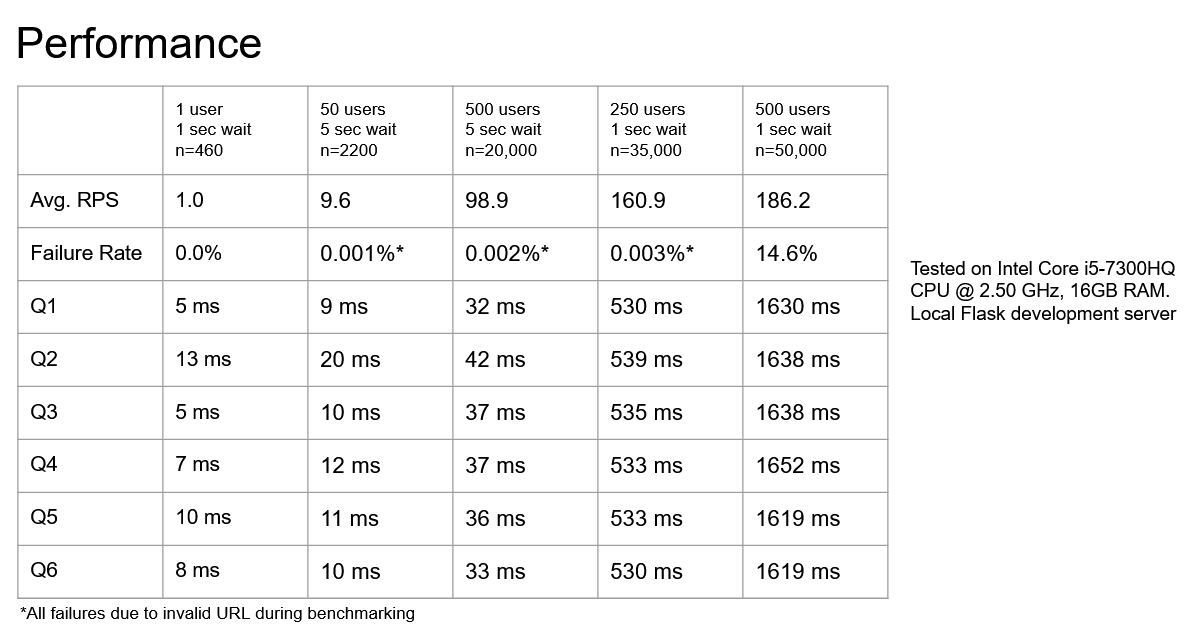 Performance
1 user
1 sec wait
n=460
50 users
5 sec wait
n=2200
500 users
5 sec wait
n=20,000
250 users
1 sec wait
n=35,000
500 users
1 sec wait
n=50,000
Avg. RPS 1.0 9.6 98.9 160.9 186.2
Failure Rate 0.0% 0.001%* 0.002%* 0.003%* 14.6%
Q1 5 ms 9 ms 32 ms 530 ms 1630 ms
Q2 13 ms 20 ms 42 ms 539 ms 1638 ms
Q3 5 ms 10 ms 37 ms 535 ms 1638 ms
Q4 7 ms 12 ms 37 ms 533 ms 1652 ms
Q5 10 ms 11 ms 36 ms 533 ms 1619 ms
Q6 8 ms 10 ms 33 ms 530 ms 1619 ms
*All failures due to invalid URL during benchmarking
Tested on Intel Core i5-7300HQ
CPU @ 2.50 GHz, 16GB RAM.
Local Flask development server